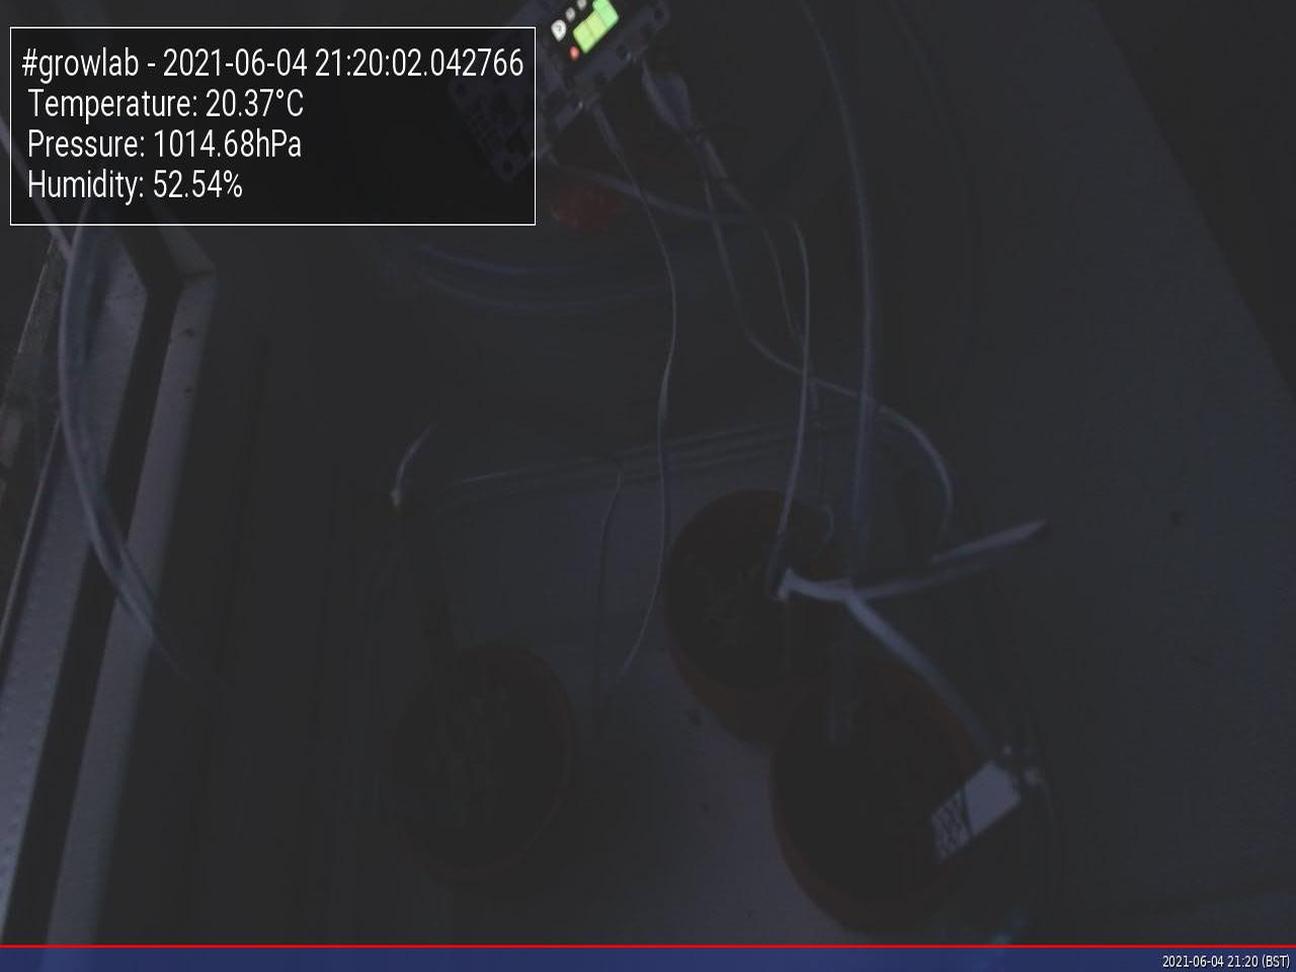 #growlab - 2021-06-04 21:20:02.042766
Temperature: 20.37°C
Pressure: 1014.68hPa
Humidity: 52.54%
2021-06-04 21:20 (BST)